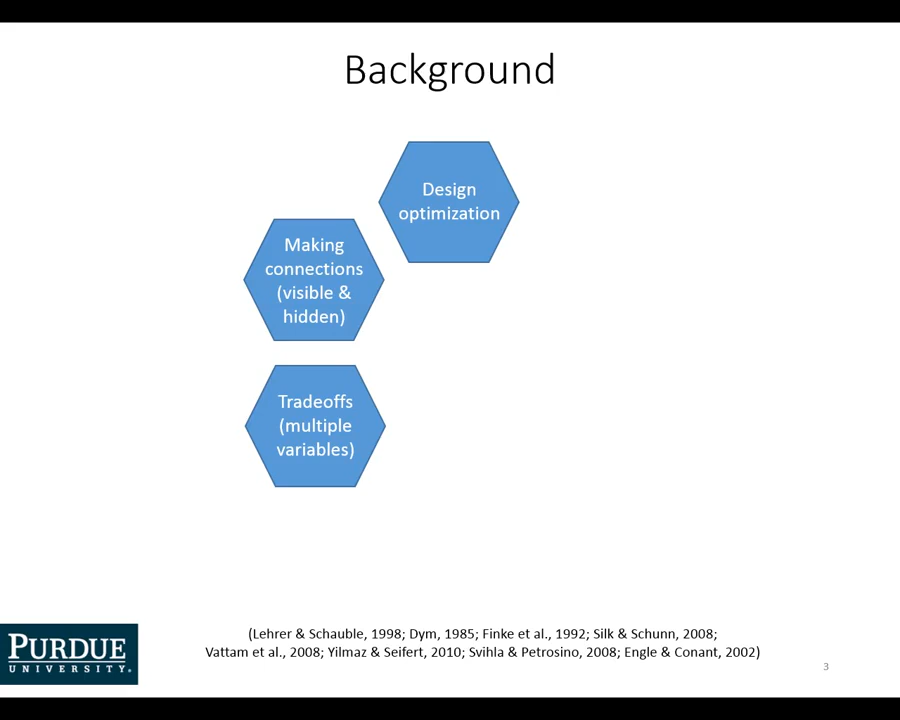 Background
Design
optimization
Making
connections
(visible &
hidden)
Tradeoffs
(multiple
variables)
(Lehrer & Schauble, 1998; Dym, 1985; Finke et al., 1992; Silk & Schunn, 2008;
Vattam et al., 2008; Yilmaz & Seifert, 2010; Svihla & Petrosino, 2008; Engle & Conant, 2002)
PURDUE
UNIVERSITY.
3